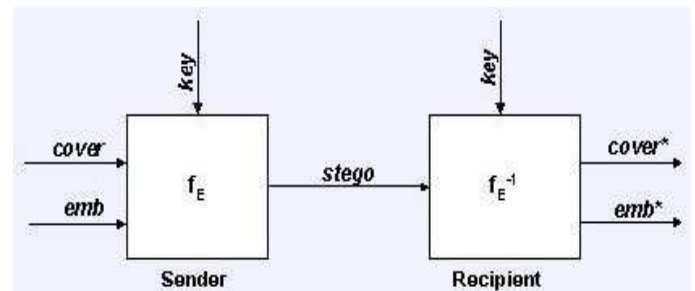 key key
cover cover*
stego
f_E f_E^-1
emb emb*
Sender Recipient